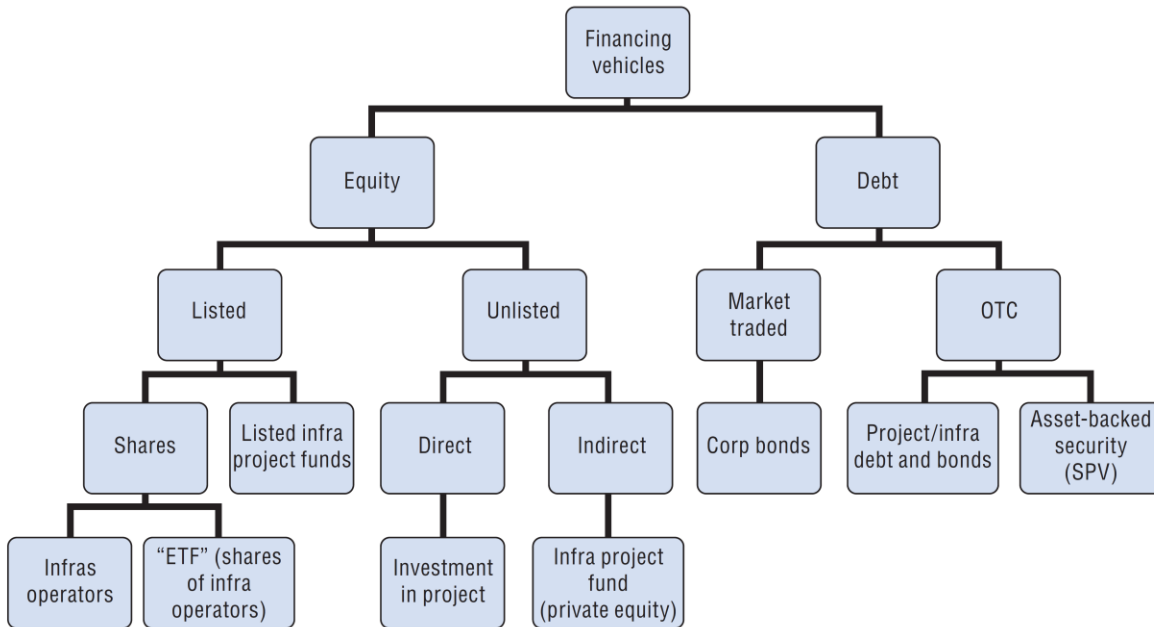 Financing
vehicles
Equity
Debt
Listed
Unlisted
Market
traded
OTC
Shares
Listed infra
project funds
Direct
Indirect
Corp bonds
Project/infra
debt and bonds
Asset-backed
security
(SPV)
Infras
operators
“ETF” (shares
of infra
operators)
Investment
in project
Infra project
fund
(private equity)